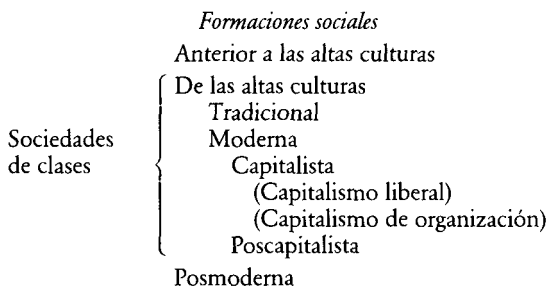 Formaciones sociales
Anterior a las altas culturas
De las altas culturas
Tradicional
Sociedades
de clases
Moderna
Capitalista
(Capitalismo liberal)
(Capitalismo de organización)
Poscapitalista
Posmoderna